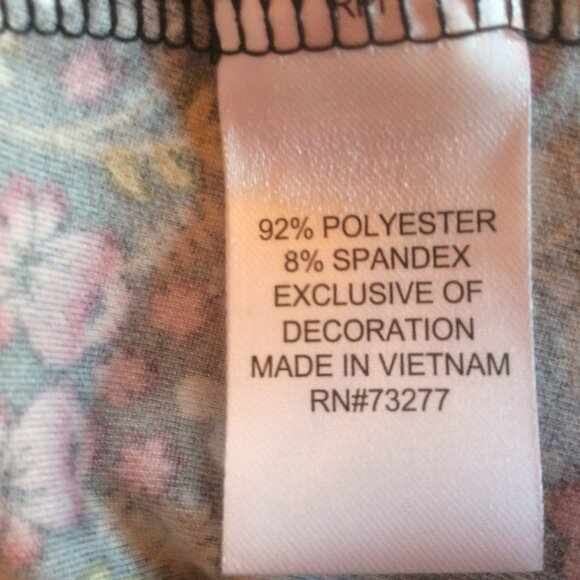 92% POLYESTER
8% SPANDEX
EXCLUSIVE OF
DECORATION
MADE IN VIETNAM
RN#73277